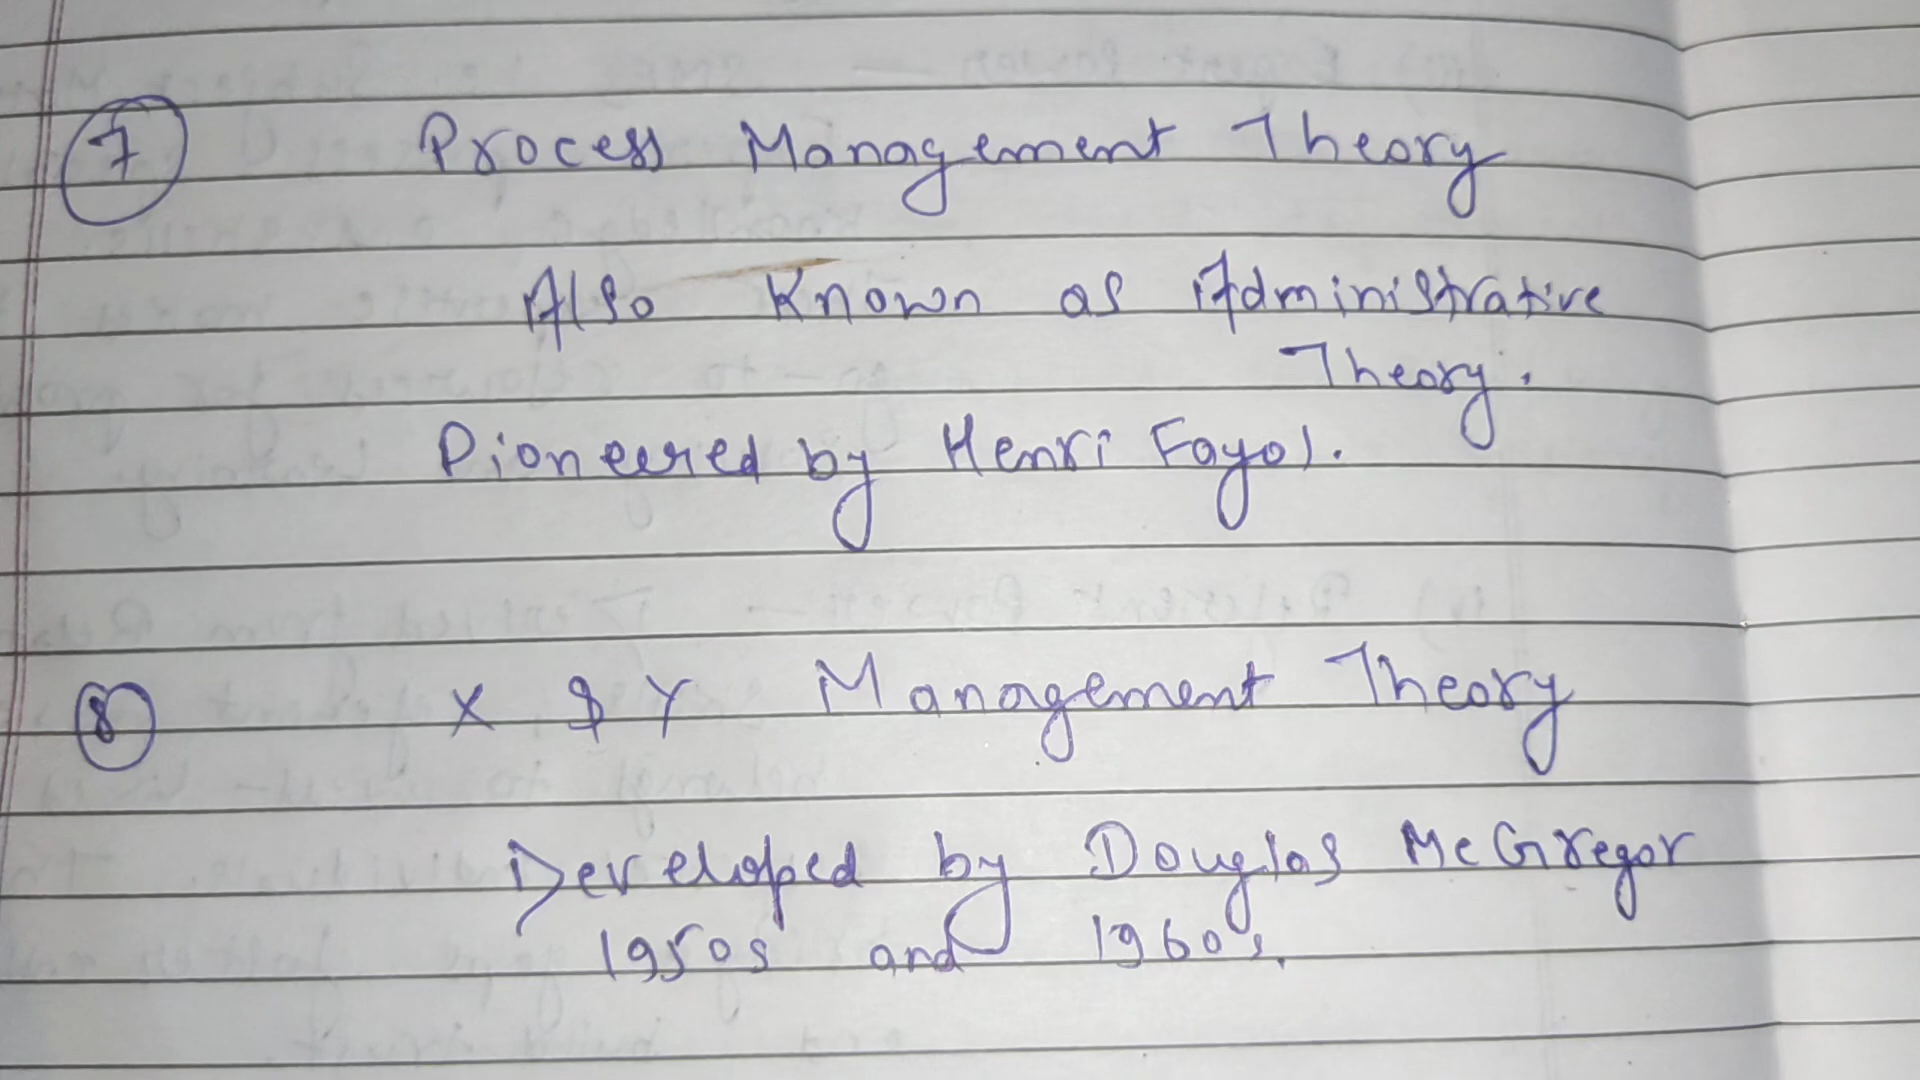 7 Process Management Theory
Also Known as Administrative
Theory.
Pioneered by Henri Fayol.
8 X & Y Management Theory
Developed by Douglas McGregor
1950s and 1960s.